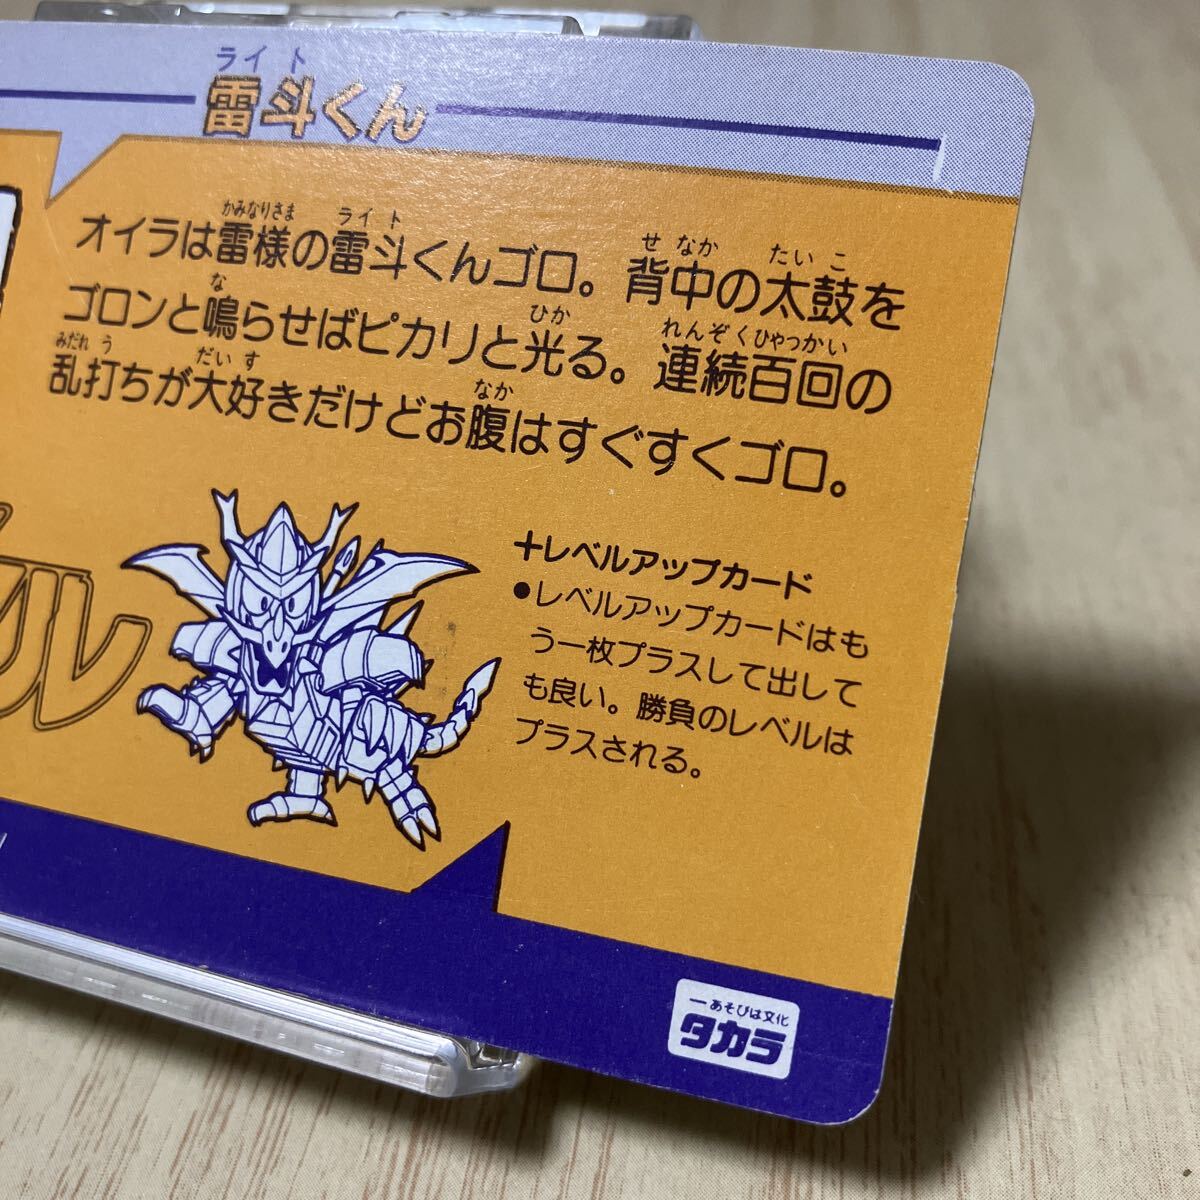 ライト
雷斗くん
かみなりさま ライト せ なか たい こ
オイラは雷様の雷斗くんゴロ。背中の太鼓を
な ひか れんぞくひゃっかい
ゴロンと鳴らせばピカリと光る。連続百回の
みだれ う だい す なか
乱打ちが大好きだけどお腹はすぐすくゴロ。
ル
+レベルアップカード
●レベルアップカードはも
う一枚プラスして出して
も良い。勝負のレベルは
プラスされる。
―あそびは文化
タカラ